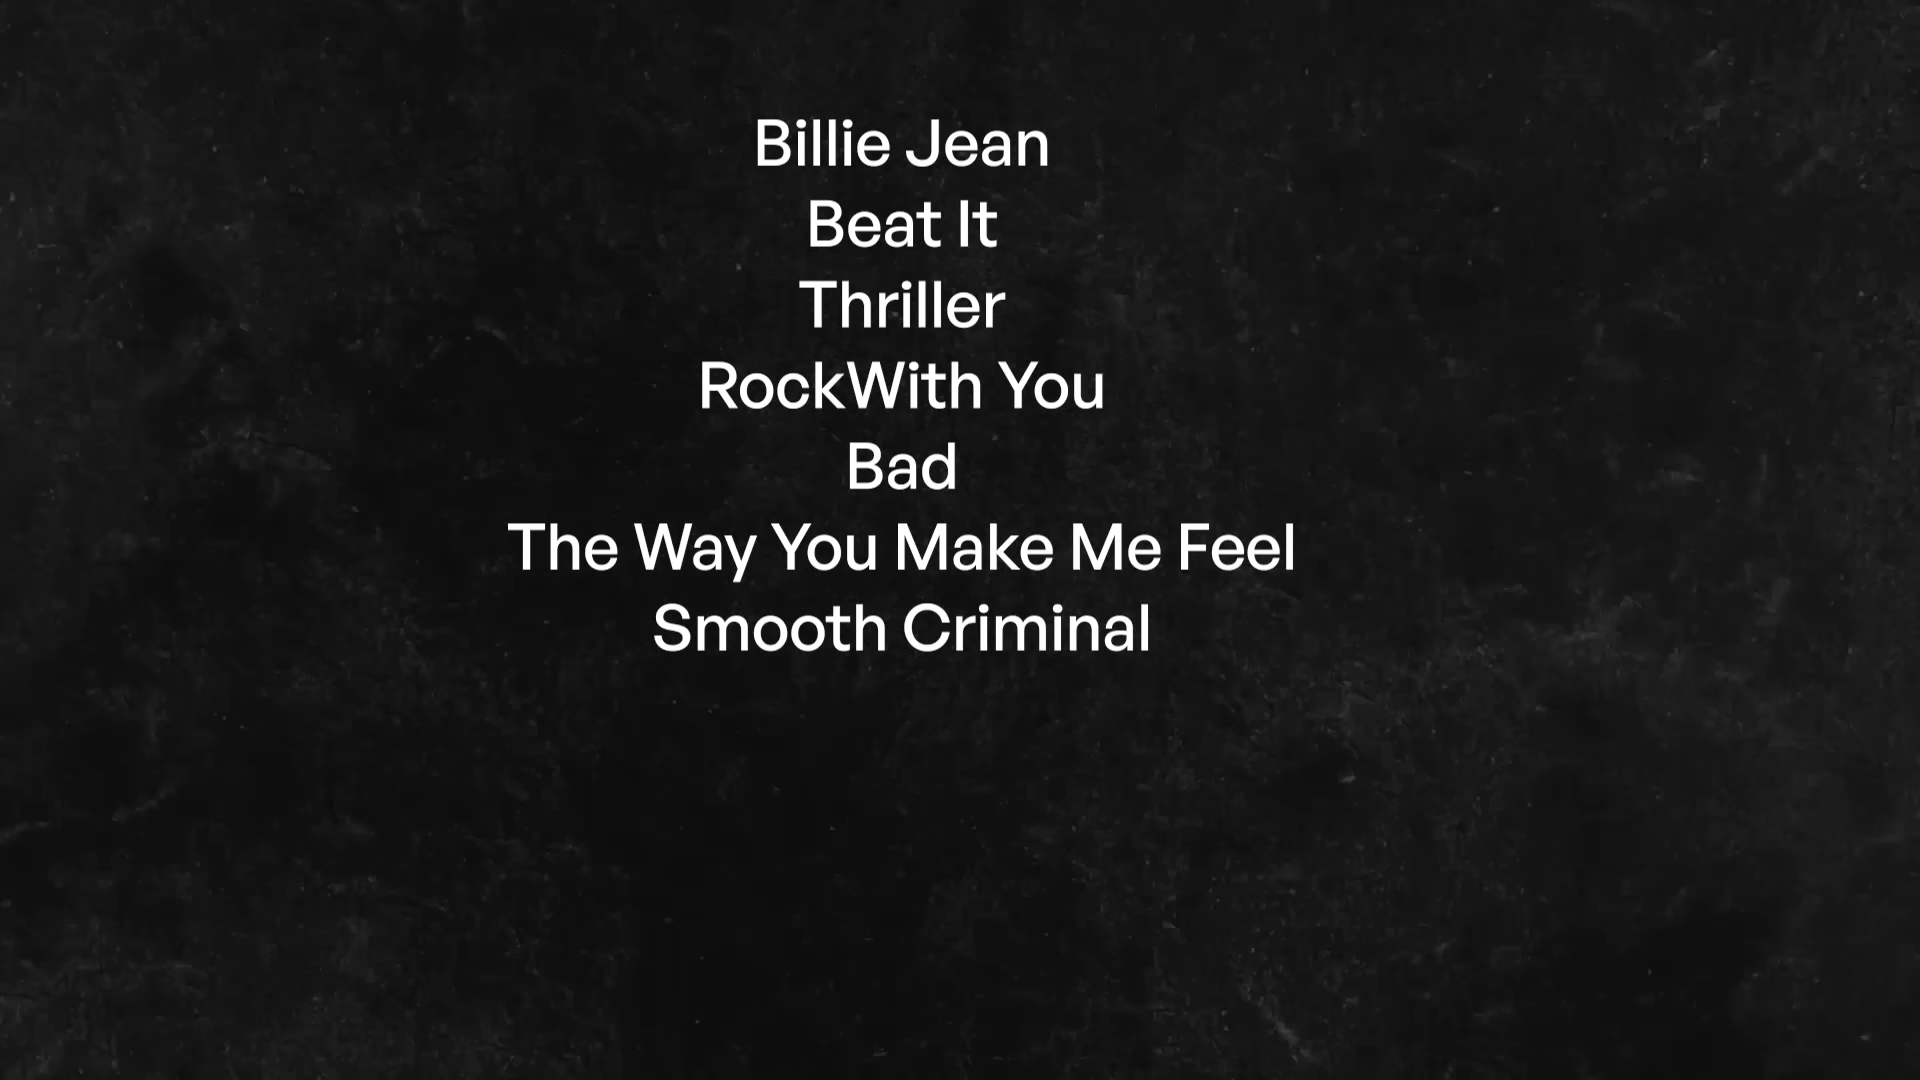 Billie Jean
Beat It
Thriller
RockWith You
Bad
The Way You Make Me Feel
Smooth Criminal